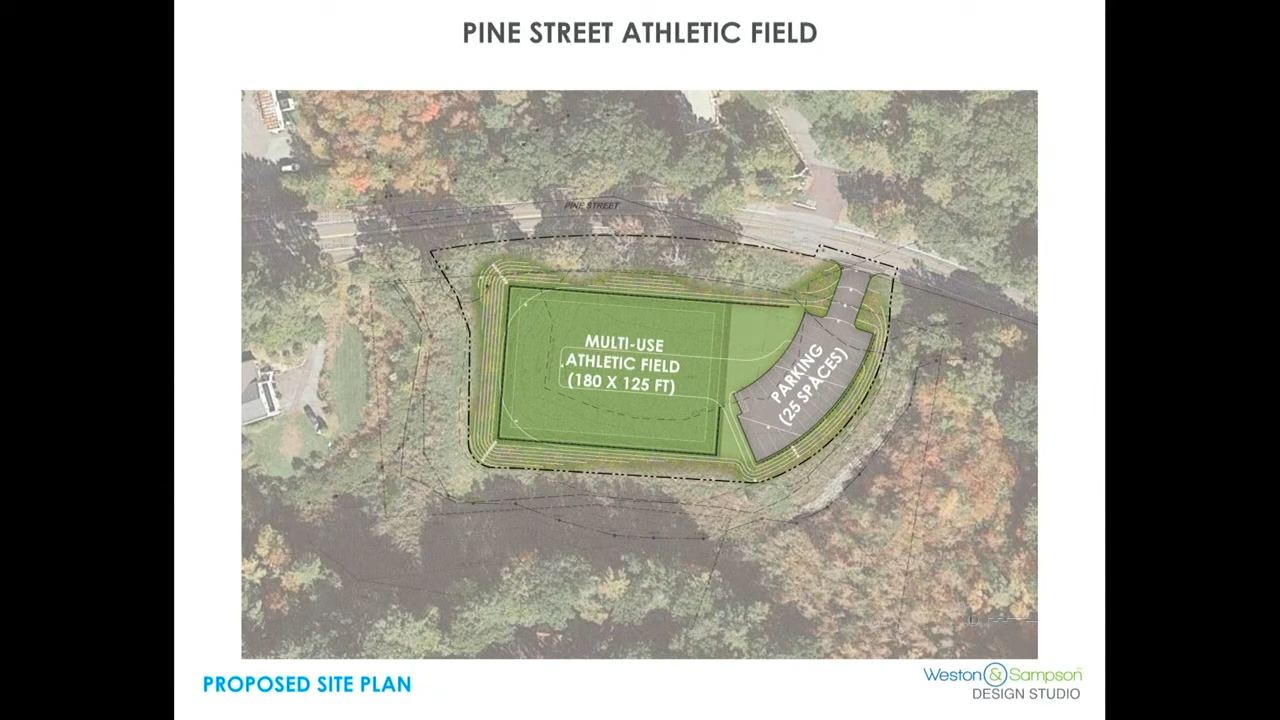 PINE STREET ATHLETIC FIELD
PINE STREET
MULTI-USE
ATHLETIC FIELD
(180 X 125 FT)
PARKING
(25 SPACES)
PROPOSED SITE PLAN
Weston & Sampson
DESIGN STUDIO